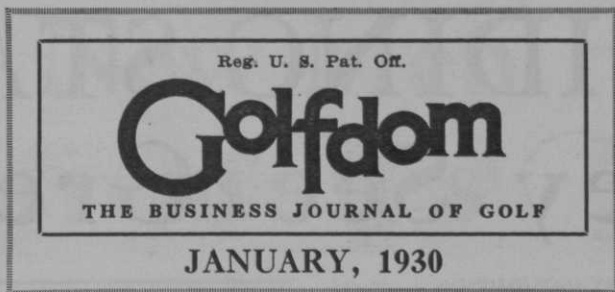 Reg. U. S. Pat. Off.
Golfdom
THE BUSINESS JOURNAL OF GOLF
JANUARY, 1930